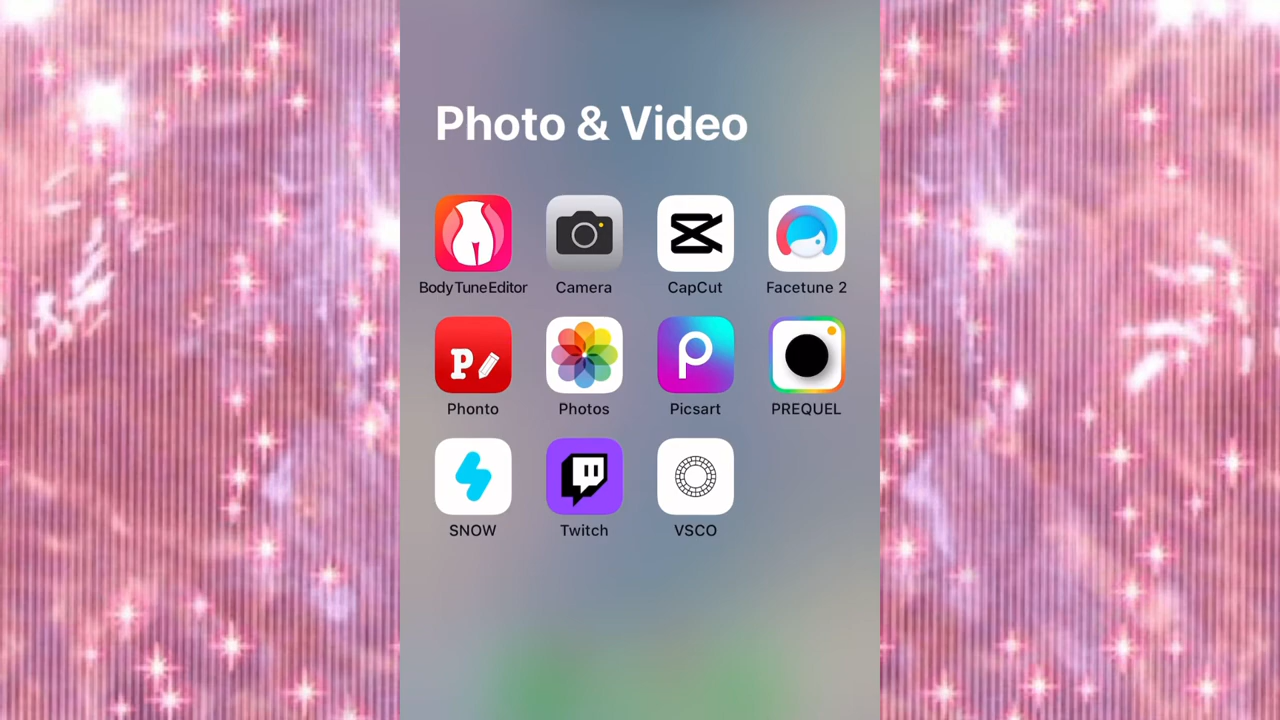 Photo & Video
BodyTuneEditor Camera CapCut Facetune 2
Phonto Photos Picsart PREQUEL
SNOW Twitch VSCO